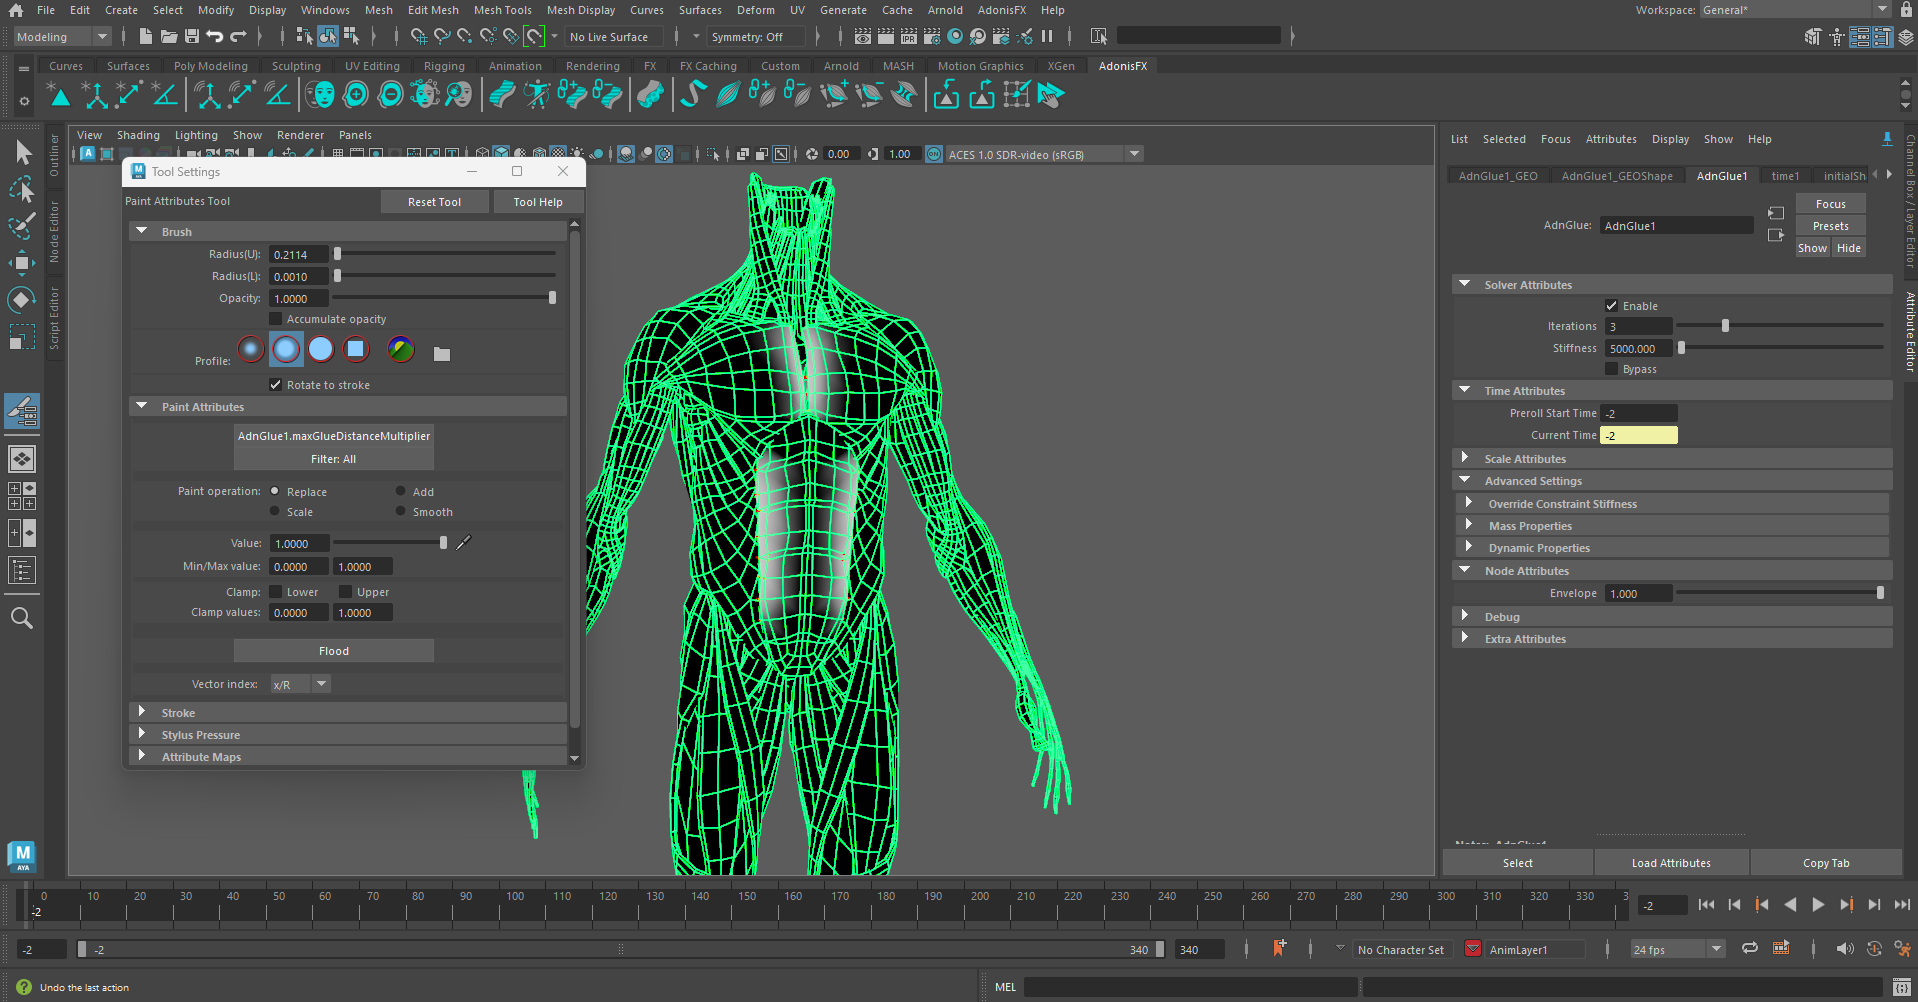 File Edit Create Select Modify Display Windows Mesh Edit Mesh Mesh Tools Mesh Display Curves Surfaces Deform UV Generate Cache Arnold AdonisFX Help Workspace: General*
Modeling No Live Surface Symmetry: Off
Curves Surfaces Poly Modeling Sculpting UV Editing Rigging Animation Rendering FX FX Caching Custom Arnold MASH Motion Graphics XGen AdonisFX
View Shading Lighting Show Renderer Panels
0.00 1.00 ACES 1.0 SDR-video (sRGB)
Outliner
Node Editor
Script Editor
Tool Settings
Paint Attributes Tool Reset Tool Tool Help
Brush
Radius(U): 0.2114
Radius(L): 0.0010
Opacity: 1.0000
Accumulate opacity
Profile:
Rotate to stroke
Paint Attributes
AdnGlue1.maxGlueDistanceMultiplier
Filter: All
Paint operation: Replace Add
Scale Smooth
Value: 1.0000
Min/Max value: 0.0000 1.0000
Clamp: Lower Upper
Clamp values: 0.0000 1.0000
Flood
Vector index: x/R
Stroke
Stylus Pressure
Attribute Maps
List Selected Focus Attributes Display Show Help
AdnGlue1_GEO AdnGlue1_GEOShape AdnGlue1 time1 initialSh
Focus
AdnGlue: AdnGlue1 Presets
Show Hide
Solver Attributes
Enable
Iterations 3
Stiffness 5000.000
Bypass
Time Attributes
Preroll Start Time -2
Current Time -2
Scale Attributes
Advanced Settings
Override Constraint Stiffness
Mass Properties
Dynamic Properties
Node Attributes
Envelope 1.000
Debug
Extra Attributes
Notes: AdnGlue1
Select Load Attributes Copy Tab
Channel Box / Layer Editor
Attribute Editor
M
AYA
0 10 20 30 40 50 60 70 80 90 100 110 120 130 140 150 160 170 180 190 200 210 220 230 240 250 260 270 280 290 300 310 320 330 3
-2 -2
-2 -2 340 340 No Character Set AnimLayer1 24 fps
Undo the last action MEL